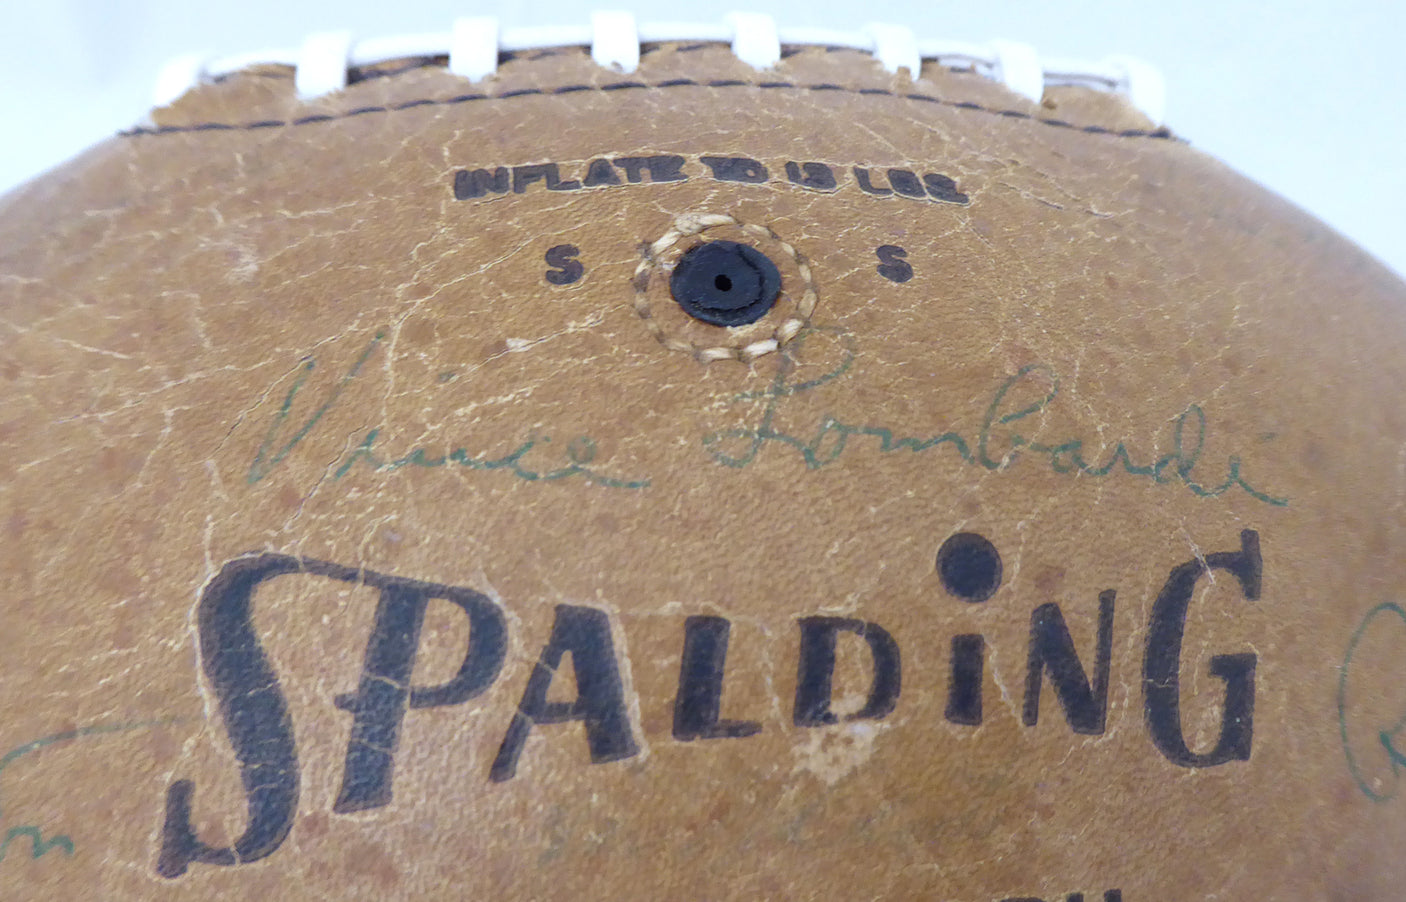 INFLATE TO 13 LBS.
S S
Vince Lombardi
SPALDiNG